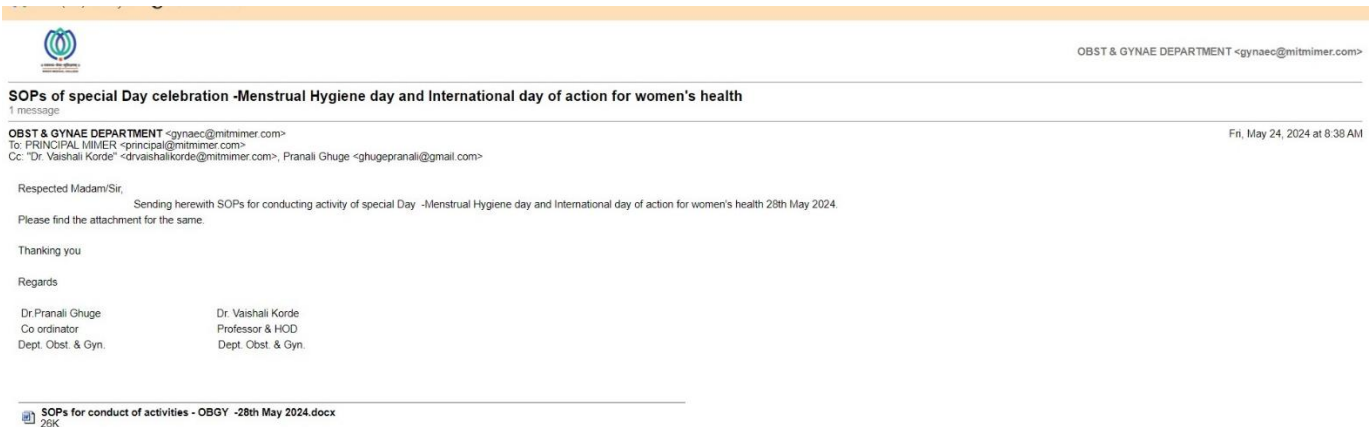 OBST & GYNAE DEPARTMENT <gynaec@mitmimer.com>
SOPs of special Day celebration -Menstrual Hygiene day and International day of action for women's health
1 message
OBST & GYNAE DEPARTMENT <gynaec@mitmimer.com> Fri, May 24, 2024 at 8:38 AM
To: PRINCIPAL MIMER <principal@mitmimer.com>
Cc: "Dr. Vaishali Korde" <drvaishalikorde@mitmimer.com>, Pranali Ghuge <ghugepranali@gmail.com>
Respected Madam/Sir,
Sending herewith SOPs for conducting activity of special Day -Menstrual Hygiene day and International day of action for women's health 28th May 2024.
Please find the attachment for the same.
Thanking you
Regards
Dr.Pranali Ghuge Dr. Vaishali Korde
Co ordinator Professor & HOD
Dept. Obst. & Gyn. Dept. Obst. & Gyn.
SOPs for conduct of activities - OBGY -28th May 2024.docx
26K